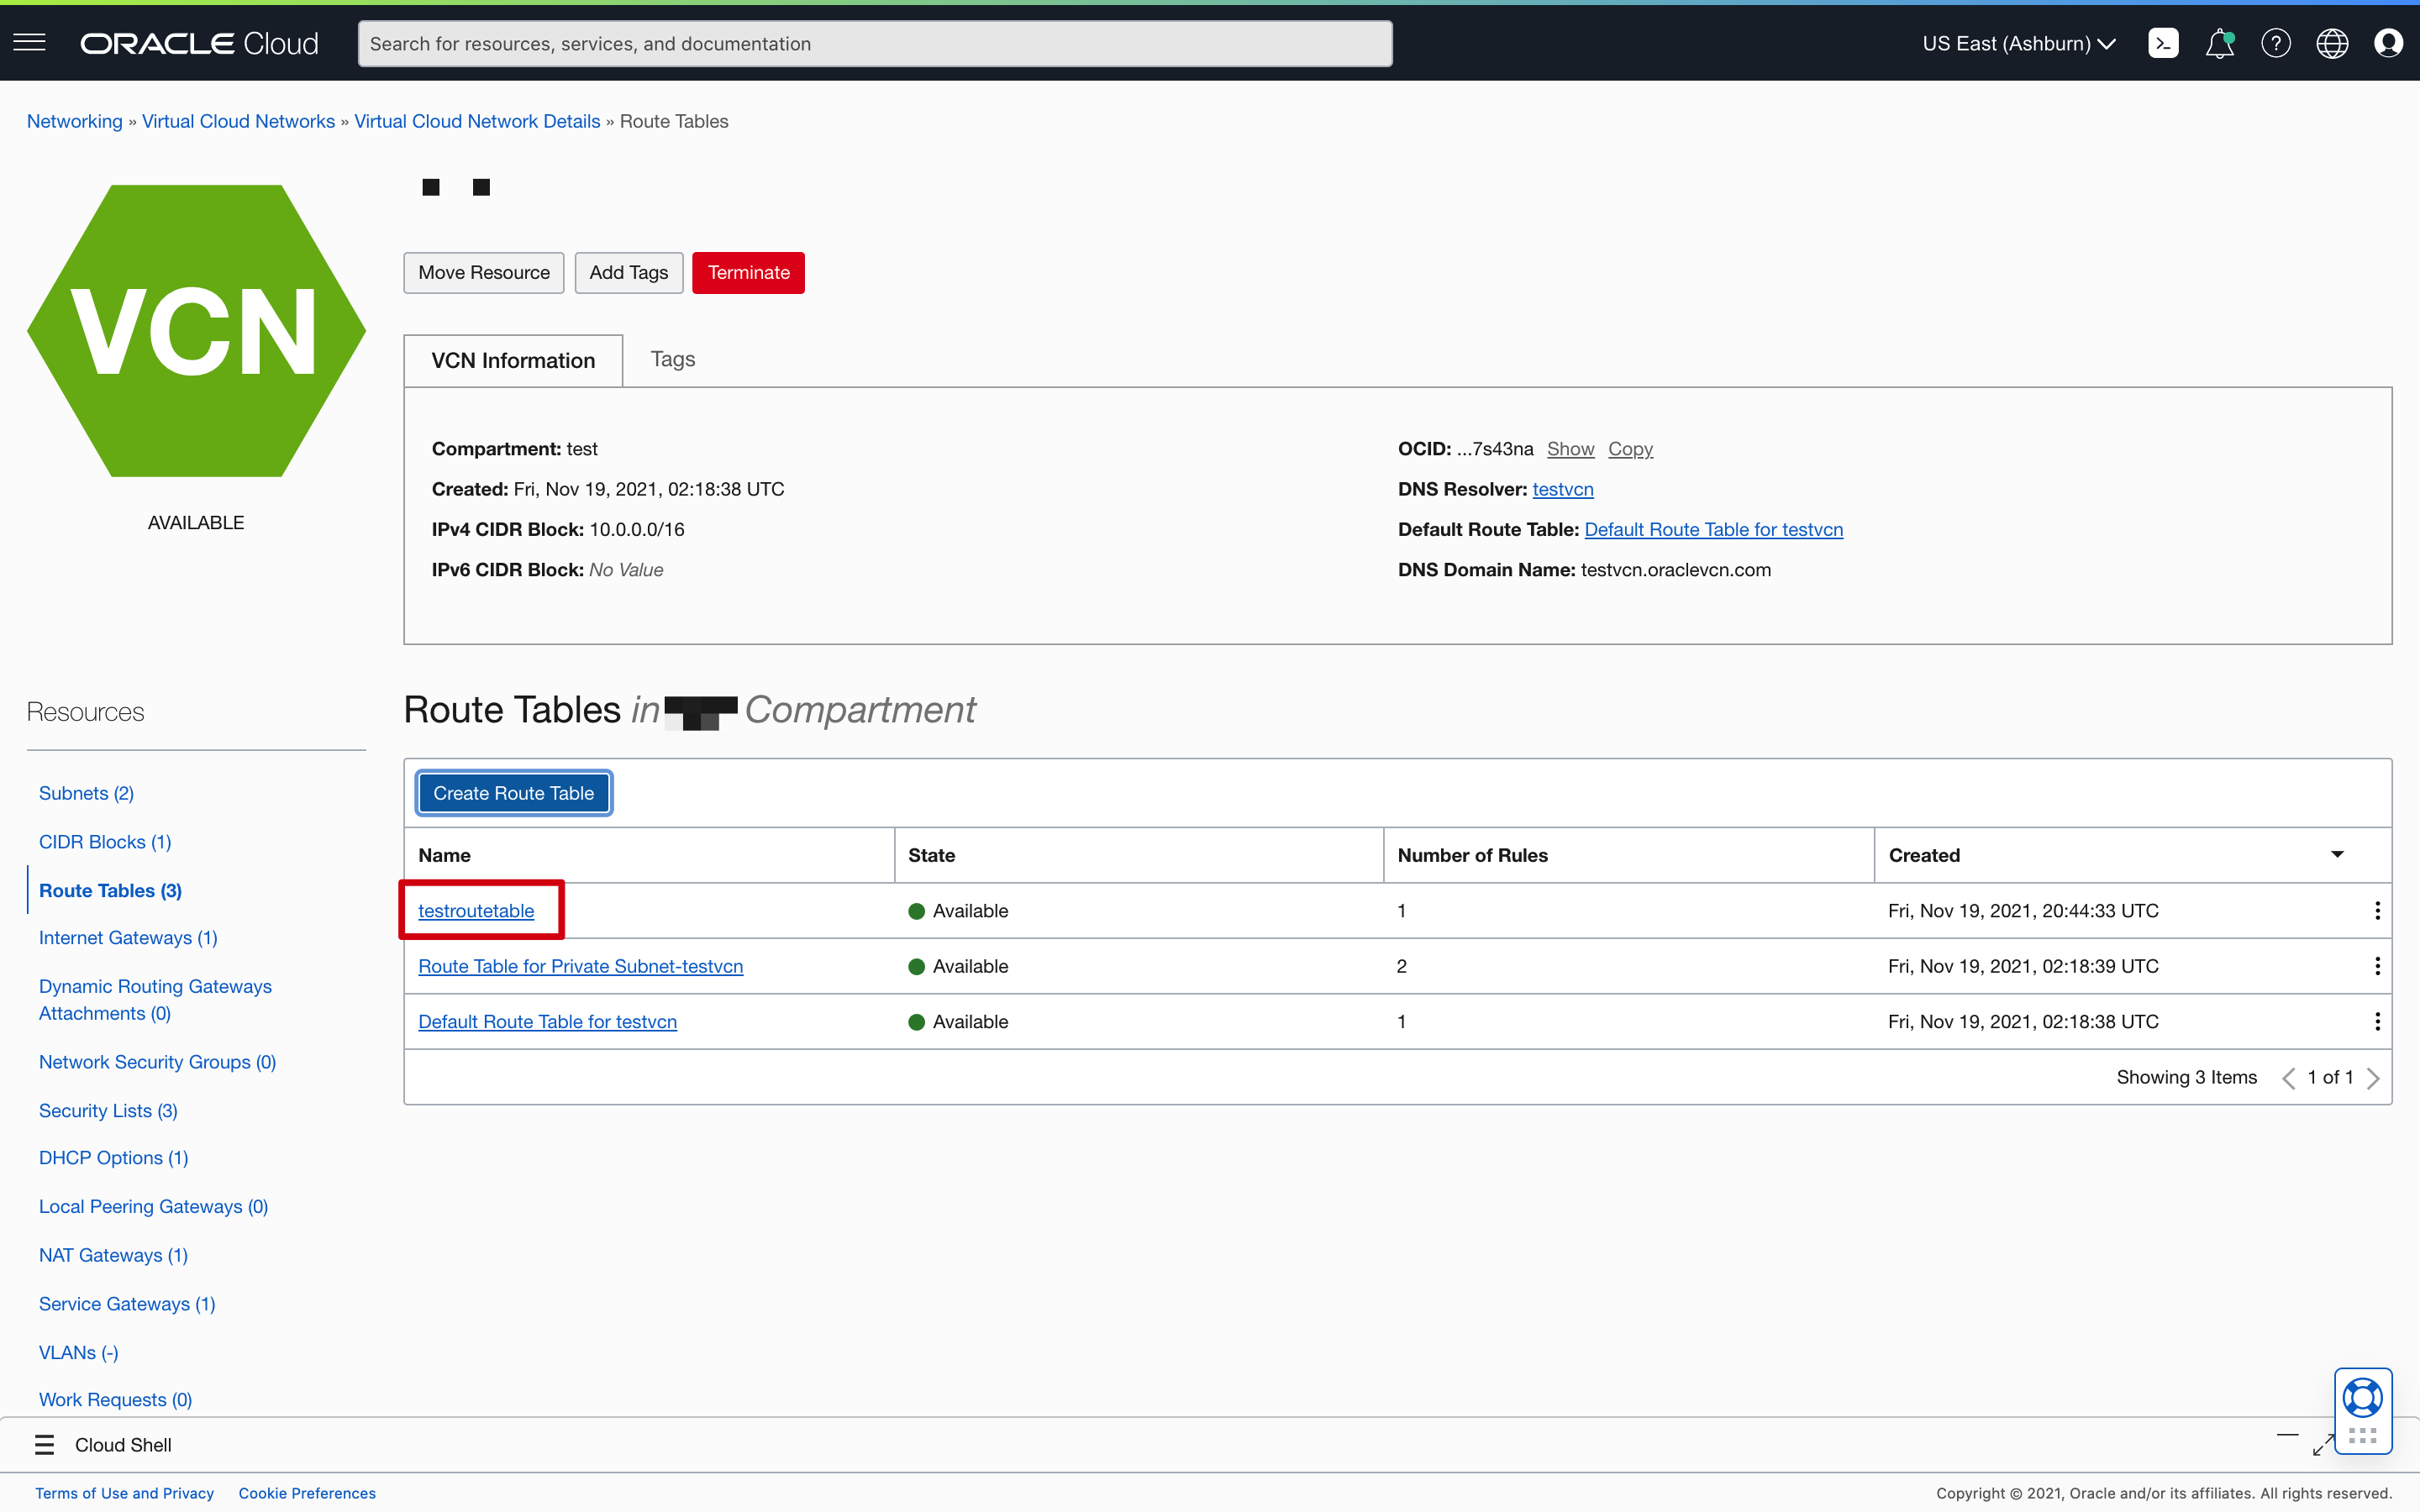 ORACLE Cloud
Search for resources, services, and documentation
US East (Ashburn)
Networking » Virtual Cloud Networks » Virtual Cloud Network Details » Route Tables
VCN
AVAILABLE
Move Resource
Add Tags
Terminate
VCN Information
Tags
Compartment: test
Created: Fri, Nov 19, 2021, 02:18:38 UTC
IPv4 CIDR Block: 10.0.0.0/16
IPv6 CIDR Block: No Value
OCID: ...7s43na Show Copy
DNS Resolver: testvcn
Default Route Table: Default Route Table for testvcn
DNS Domain Name: testvcn.oraclevcn.com
Resources
Subnets (2)
CIDR Blocks (1)
Route Tables (3)
Internet Gateways (1)
Dynamic Routing Gateways
Attachments (0)
Network Security Groups (0)
Security Lists (3)
DHCP Options (1)
Local Peering Gateways (0)
NAT Gateways (1)
Service Gateways (1)
VLANs (-)
Work Requests (0)
Route Tables in Compartment
Create Route Table
Name State Number of Rules Created
testroutetable Available 1 Fri, Nov 19, 2021, 20:44:33 UTC
Route Table for Private Subnet-testvcn Available 2 Fri, Nov 19, 2021, 02:18:39 UTC
Default Route Table for testvcn Available 1 Fri, Nov 19, 2021, 02:18:38 UTC
Showing 3 Items 1 of 1
Cloud Shell
Terms of Use and Privacy Cookie Preferences
Copyright © 2021, Oracle and/or its affiliates. All rights reserved.